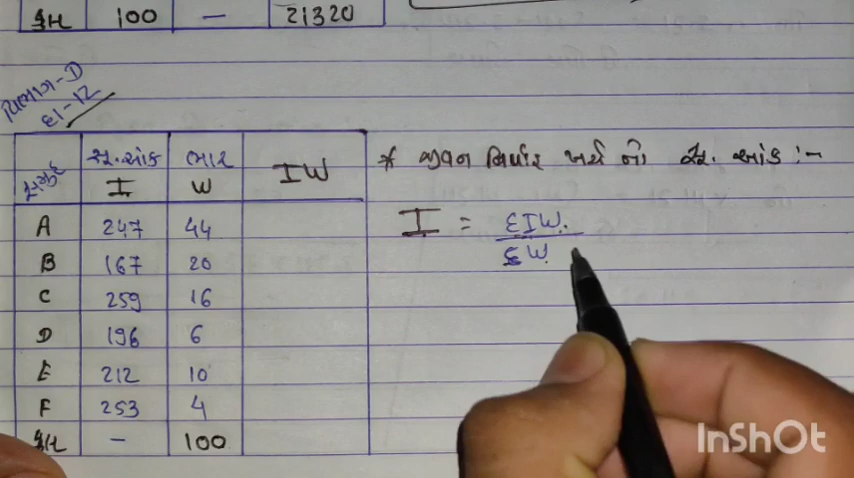 કુલ 100 — 21320
વિભાગ-D
દા-12
સમૂહ સૂ.આંક I ભાર W IW
* જીવન નિર્વાહ ખર્ચ નો સૂ. આંક :-
I = ΣIW / ΣW
A 247 44
B 167 20
C 259 16
D 196 6
E 212 10
F 253 4
કુલ — 100
InShOt